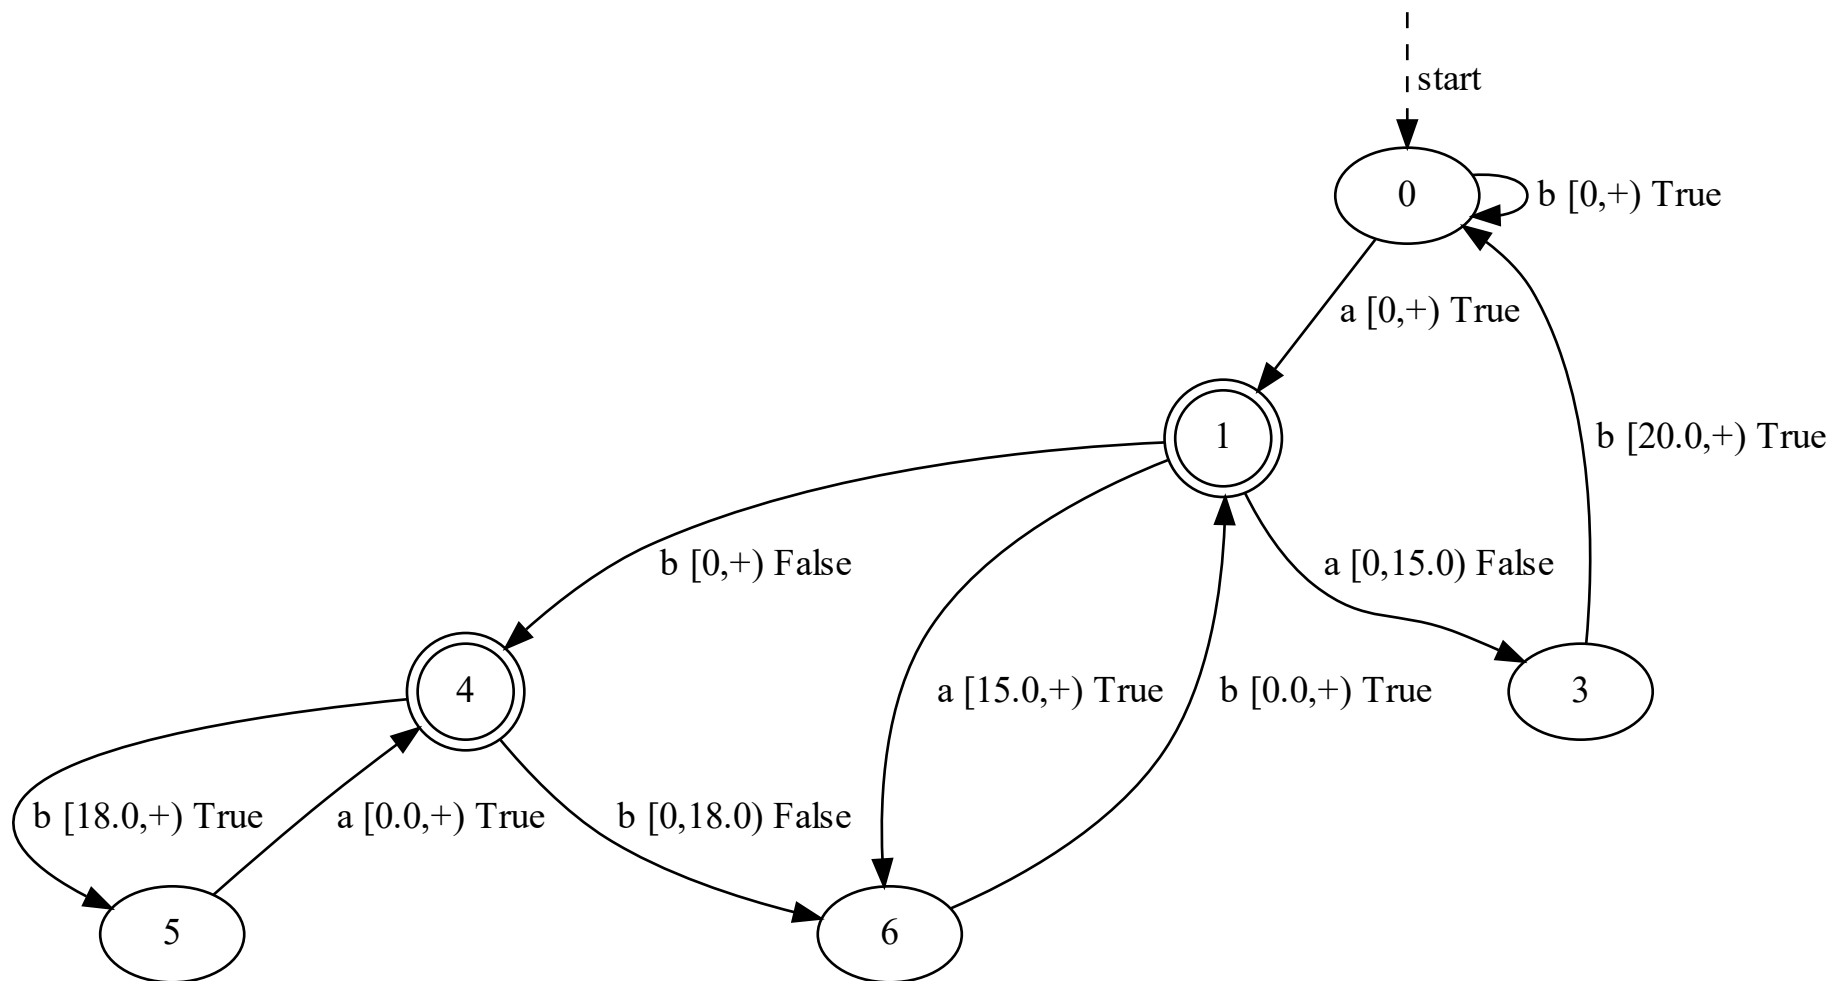 start
0
b [0,+) True
a [0,+) True
1
b [20.0,+) True
b [0,+) False
a [0,15.0) False
4
a [15.0,+) True
b [0.0,+) True
3
b [18.0,+) True
a [0.0,+) True
b [0,18.0) False
5
6